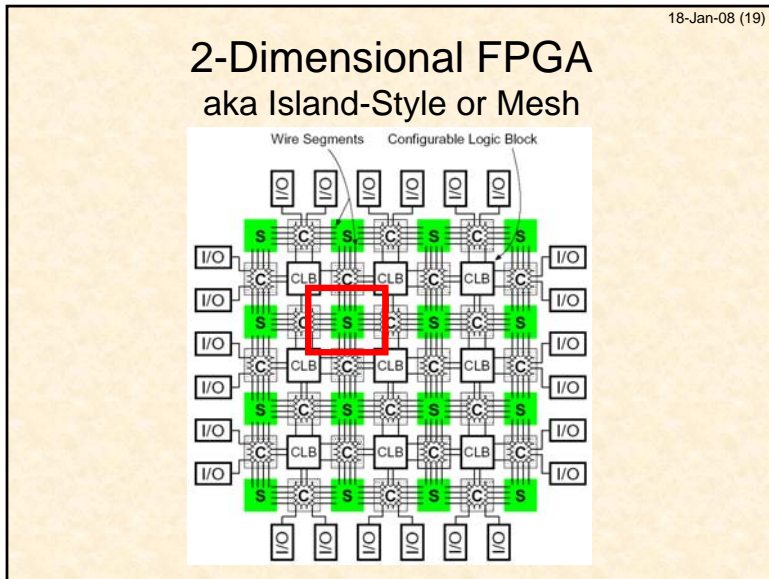 18-Jan-08 (19)
2-Dimensional FPGA
aka Island-Style or Mesh
Wire Segments Configurable Logic Block
I/O I/O I/O I/O I/O I/O
S C S C S C S
I/O I/O
C CLB C CLB C CLB C
I/O I/O
S C S C S C S
I/O I/O
C CLB C CLB C CLB C
I/O I/O
S C S C S C S
I/O I/O
C CLB C CLB C CLB C
I/O I/O
S C S C S C S
I/O I/O I/O I/O I/O I/O